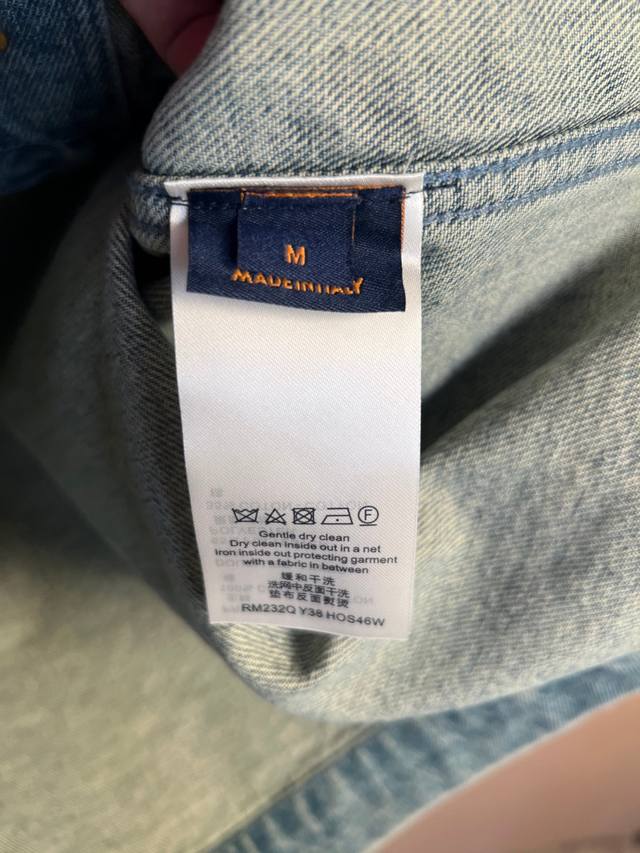 M
MADE IN ITALY
Gentle dry clean
Dry clean inside out in a net
Iron inside out protecting garment
with a fabric in between
缓和干洗
洗网中反面干洗
垫布反面熨烫
RM232Q Y38 HOS46W